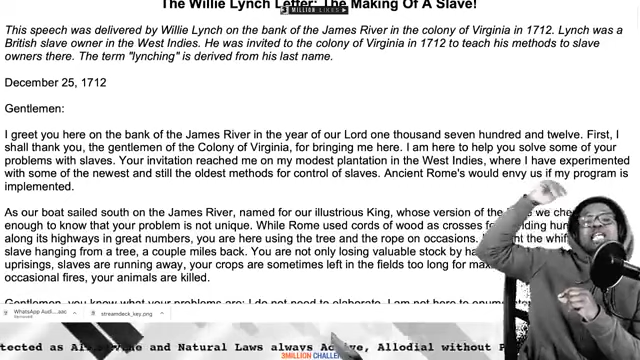 The Willie Lynch Letter: The Making Of A Slave!
3 MILLION LIKES
This speech was delivered by Willie Lynch on the bank of the James River in the colony of Virginia in 1712. Lynch was a
British slave owner in the West Indies. He was invited to the colony of Virginia in 1712 to teach his methods to slave
owners there. The term "lynching" is derived from his last name.
December 25, 1712
Gentlemen:
I greet you here on the bank of the James River in the year of our Lord one thousand seven hundred and twelve. First, I
shall thank you, the gentlemen of the Colony of Virginia, for bringing me here. I am here to help you solve some of your
problems with slaves. Your invitation reached me on my modest plantation in the West Indies, where I have experimented
with some of the newest and still the oldest methods for control of slaves. Ancient Rome's would envy us if my program is
implemented.
As our boat sailed south on the James River, named for our illustrious King, whose version of the we
enough to know that your problem is not unique. While Rome used cords of wood as crosses
along its highways in great numbers, you are here using the tree and the rope on occasions. the
slave hanging from a tree, a couple miles back. You are not only losing valuable stock by
uprisings, slaves are running away, your crops are sometimes left in the fields too long for
occasional fires, your animals are killed.
Gentlemen, you know what your problems are; I do not need to elaborate. I am not here to
WhatsApp Aud....aac
streamdeck_key.png
and Natural Laws always Allodial without
3MILLION